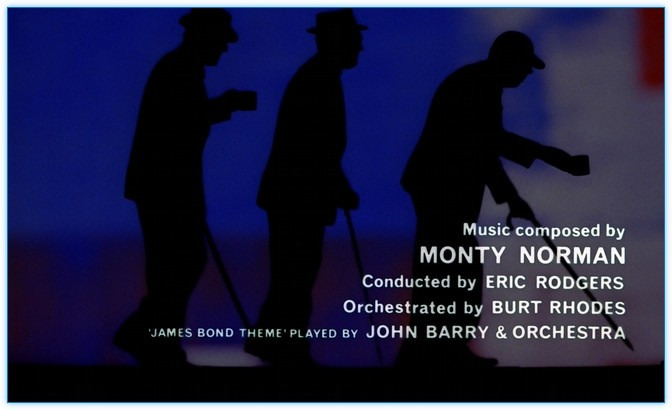 Music composed by
MONTY NORMAN
Conducted by ERIC RODGERS
Orchestrated by BURT RHODES
'JAMES BOND THEME' PLAYED BY JOHN BARRY & ORCHESTRA